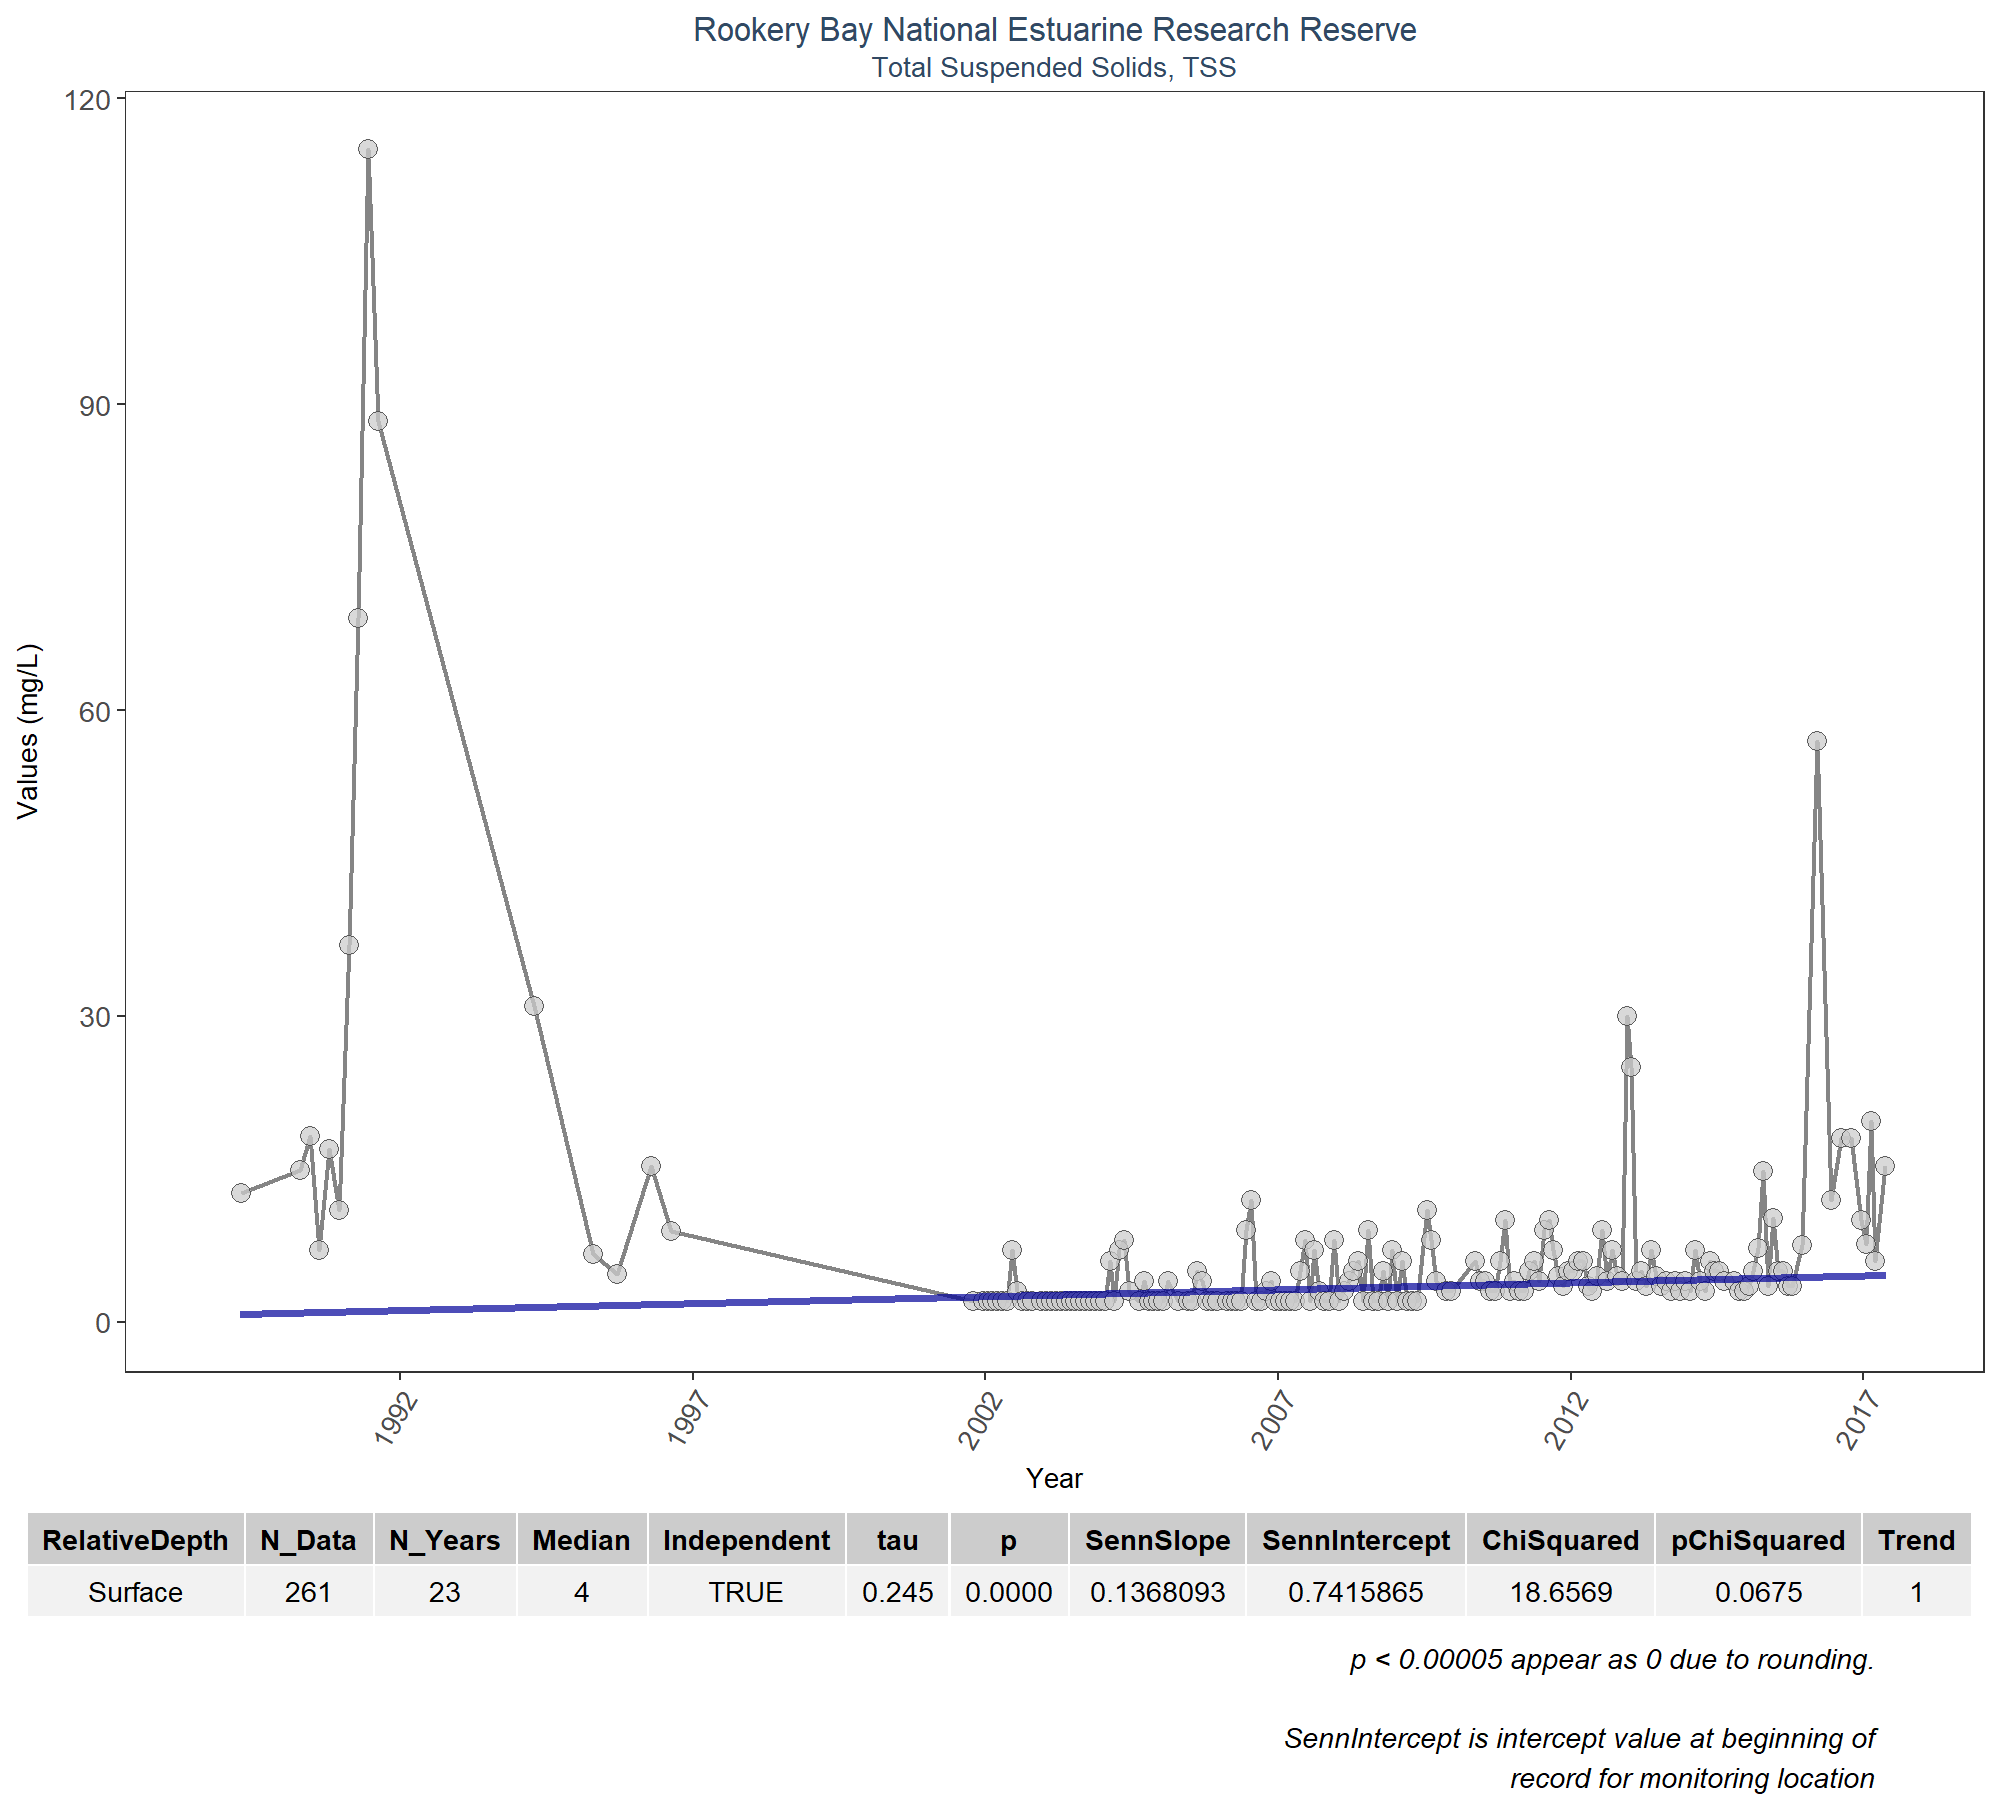 Rookery Bay National Estuarine Research Reserve
Total Suspended Solids, TSS
120
90
60
30
0
Values (mg/L)
1992
1997
2002
2007
2012
2017
Year
RelativeDepth N_Data N_Years Median Independent tau p SennSlope SennIntercept ChiSquared pChiSquared Trend
Surface 261 23 4 TRUE 0.245 0.0000 0.1368093 0.7415865 18.6569 0.0675 1
p < 0.00005 appear as 0 due to rounding.
SennIntercept is intercept value at beginning of
record for monitoring location